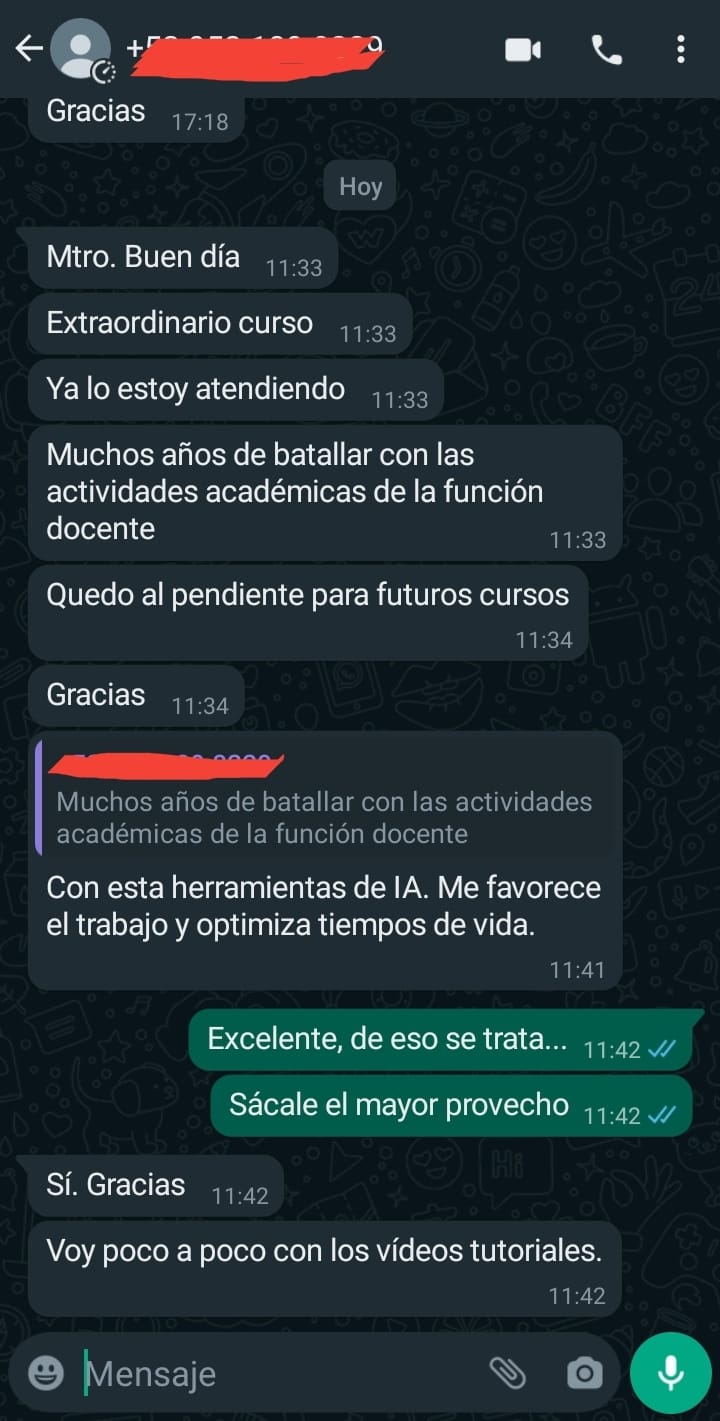 Gracias 17:18
Hoy
Mtro. Buen día 11:33
Extraordinario curso 11:33
Ya lo estoy atendiendo 11:33
Muchos años de batallar con las
actividades académicas de la función
docente
11:33
Quedo al pendiente para futuros cursos
11:34
Gracias 11:34
Muchos años de batallar con las actividades
académicas de la función docente
Con esta herramientas de IA. Me favorece
el trabajo y optimiza tiempos de vida.
11:41
Excelente, de eso se trata... 11:42
Sácale el mayor provecho 11:42
Sí. Gracias 11:42
Voy poco a poco con los vídeos tutoriales.
11:42
Mensaje